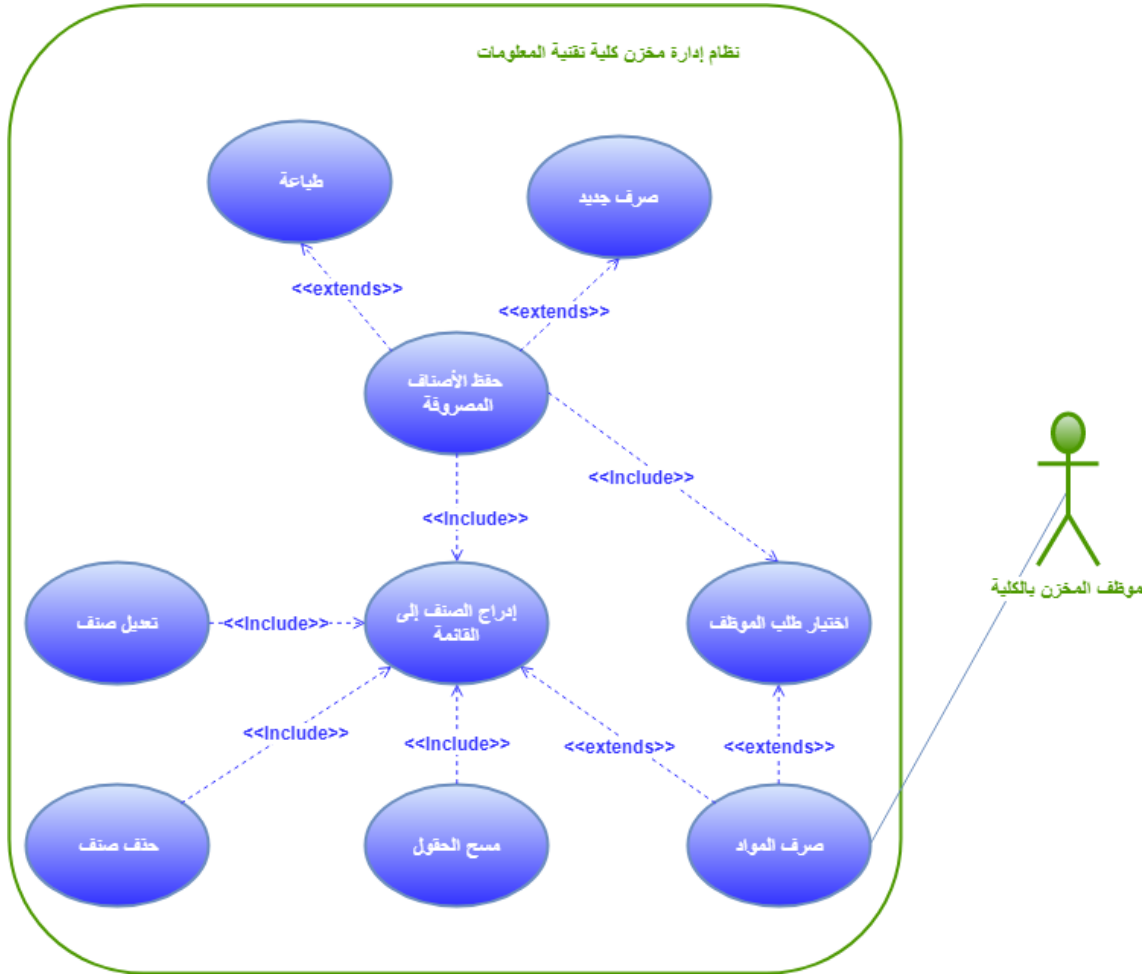 نظام إدارة مخزن كلية تقنية المعلومات
طباعة
صرف جديد
<<extends>>
<<extends>>
حفظ الأصناف
المصروفة
<<Include>>
<<Include>>
موظف المخزن بالكلية
تعديل صنف
<<Include>>
إدراج الصنف إلى
القائمة
اختيار طلب الموظف
<<Include>>
<<Include>>
<<extends>>
<<extends>>
حذف صنف
مسح الحقول
صرف المواد